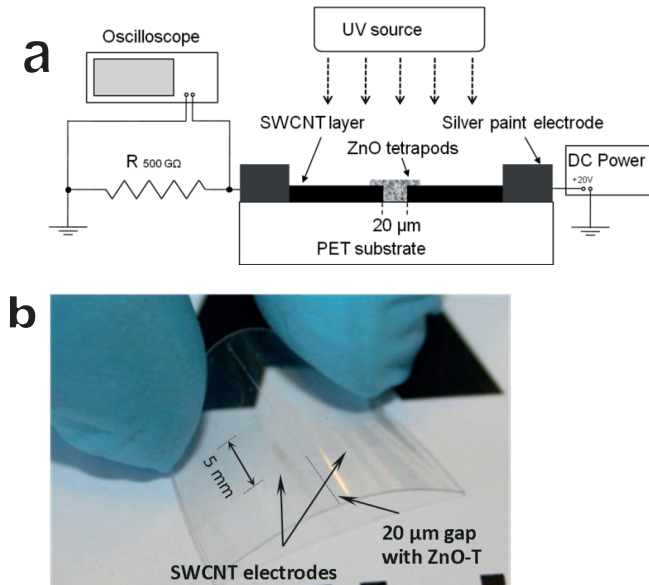 a
Oscilloscope
UV source
SWCNT layer
Silver paint electrode
ZnO tetrapods
R 500 GΩ
DC Power
+20V
20 µm
PET substrate
b
5 mm
20 µm gap
with ZnO-T
SWCNT electrodes